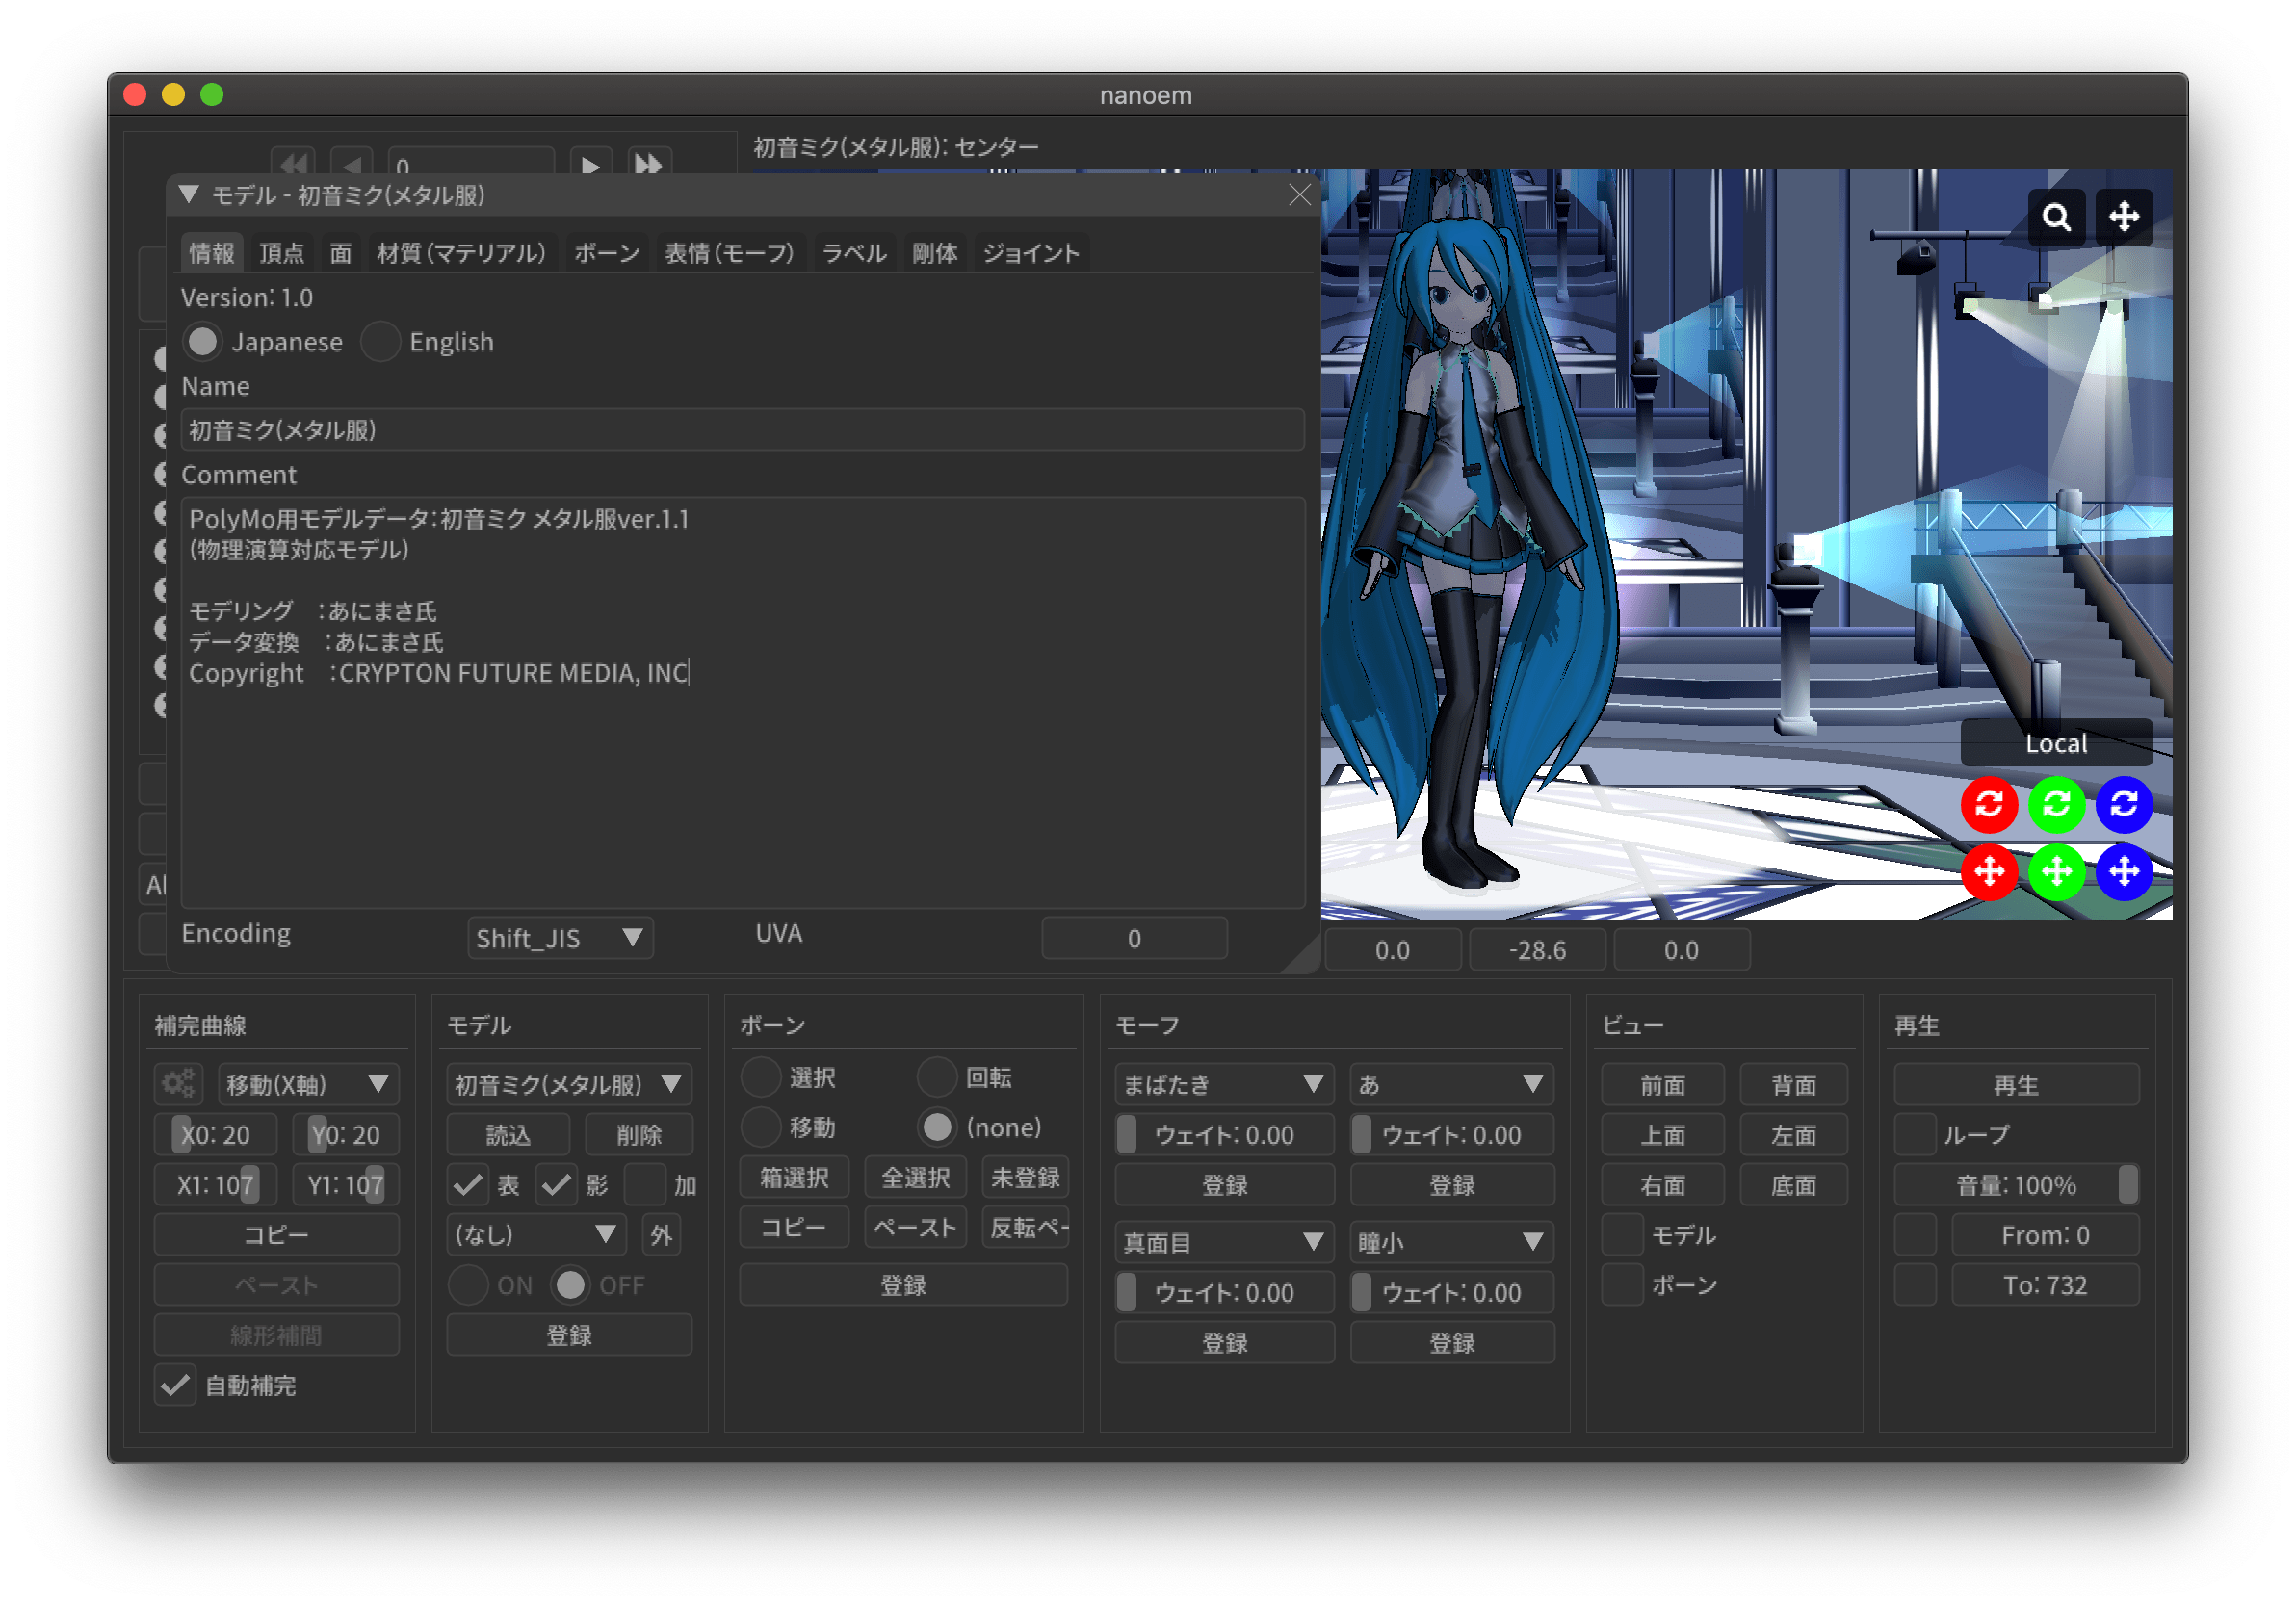 nanoem
0
初音ミク(メタル服): センター
モデル - 初音ミク(メタル服)
情報 頂点 面 材質(マテリアル) ボーン 表情(モーフ) ラベル 剛体 ジョイント
Version: 1.0
Japanese English
Name
初音ミク(メタル服)
Comment
PolyMo用モデルデータ:初音ミク メタル服ver.1.1
(物理演算対応モデル)
モデリング :あにまさ氏
データ変換 :あにまさ氏
Copyright :CRYPTON FUTURE MEDIA, INC
Encoding Shift_JIS UVA 0
Local
0.0 -28.6 0.0
補完曲線
移動(X軸)
X0: 20 Y0: 20
X1: 107 Y1: 107
コピー
ペースト
線形補間
自動補完
モデル
初音ミク(メタル服)
読込 削除
表 影 加
(なし) 外
ON OFF
登録
ボーン
選択 回転
移動 (none)
箱選択 全選択 未登録
コピー ペースト 反転ペー
登録
モーフ
まばたき あ
ウェイト: 0.00 ウェイト: 0.00
登録 登録
真面目 瞳小
ウェイト: 0.00 ウェイト: 0.00
登録 登録
ビュー
前面 背面
上面 左面
右面 底面
モデル
ボーン
再生
再生
ループ
音量: 100%
From: 0
To: 732